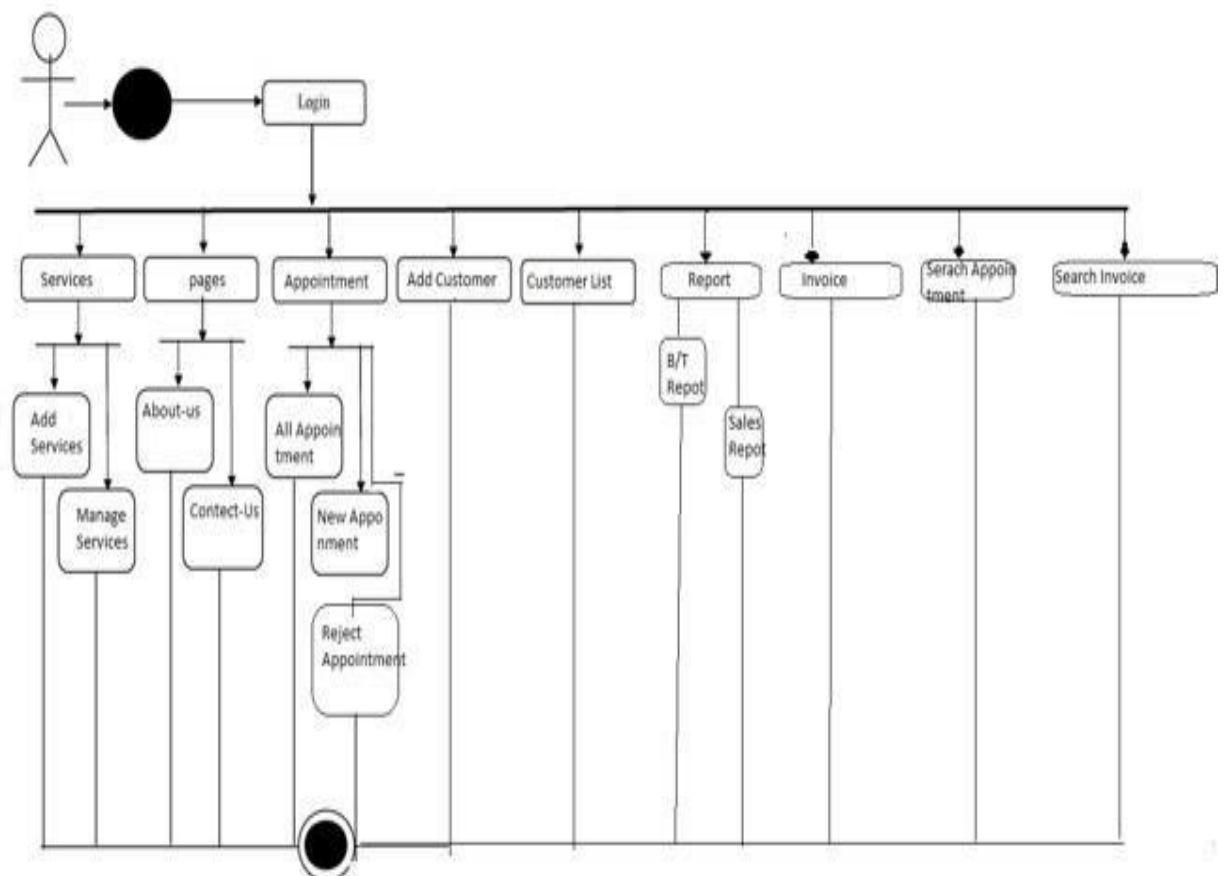 Login
Services
pages
Appointment
Add Customer
Customer List
Report
Invoice
Serach Appoin
tment
Search Invoice
Add
Services
Manage
Services
About-us
Contect-Us
All Appoin
tment
New Appo
nment
Reject
Appointment
B/T
Repot
Sales
Repot